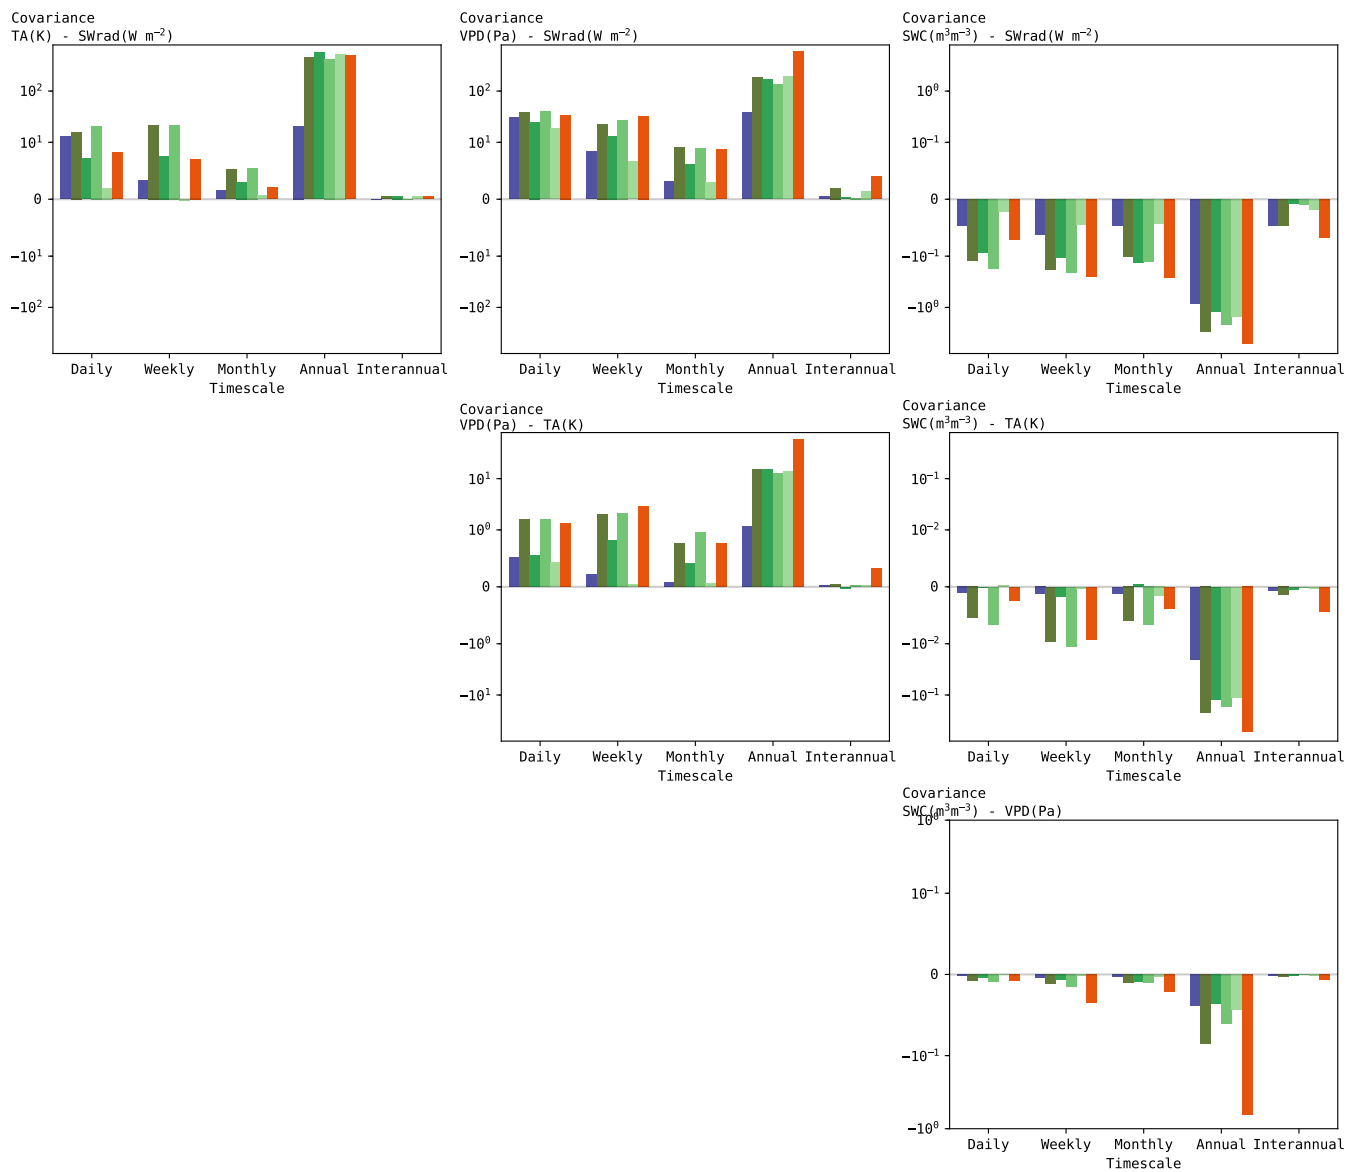 Covariance
TA(K) - SWrad(W m⁻²)
10²
10¹
0
−10¹
−10²
Daily Weekly Monthly Annual Interannual
Timescale
Covariance
VPD(Pa) - SWrad(W m⁻²)
10²
10¹
0
−10¹
−10²
Daily Weekly Monthly Annual Interannual
Timescale
Covariance
SWC(m³m⁻³) - SWrad(W m⁻²)
10⁰
10⁻¹
0
−10⁻¹
−10⁰
Daily Weekly Monthly Annual Interannual
Timescale
Covariance
VPD(Pa) - TA(K)
10¹
10⁰
0
−10⁰
−10¹
Daily Weekly Monthly Annual Interannual
Timescale
Covariance
SWC(m³m⁻³) - TA(K)
10⁻¹
10⁻²
0
−10⁻²
−10⁻¹
Daily Weekly Monthly Annual Interannual
Timescale
Covariance
SWC(m³m⁻³) - VPD(Pa)
10⁰
10⁻¹
0
−10⁻¹
−10⁰
Daily Weekly Monthly Annual Interannual
Timescale